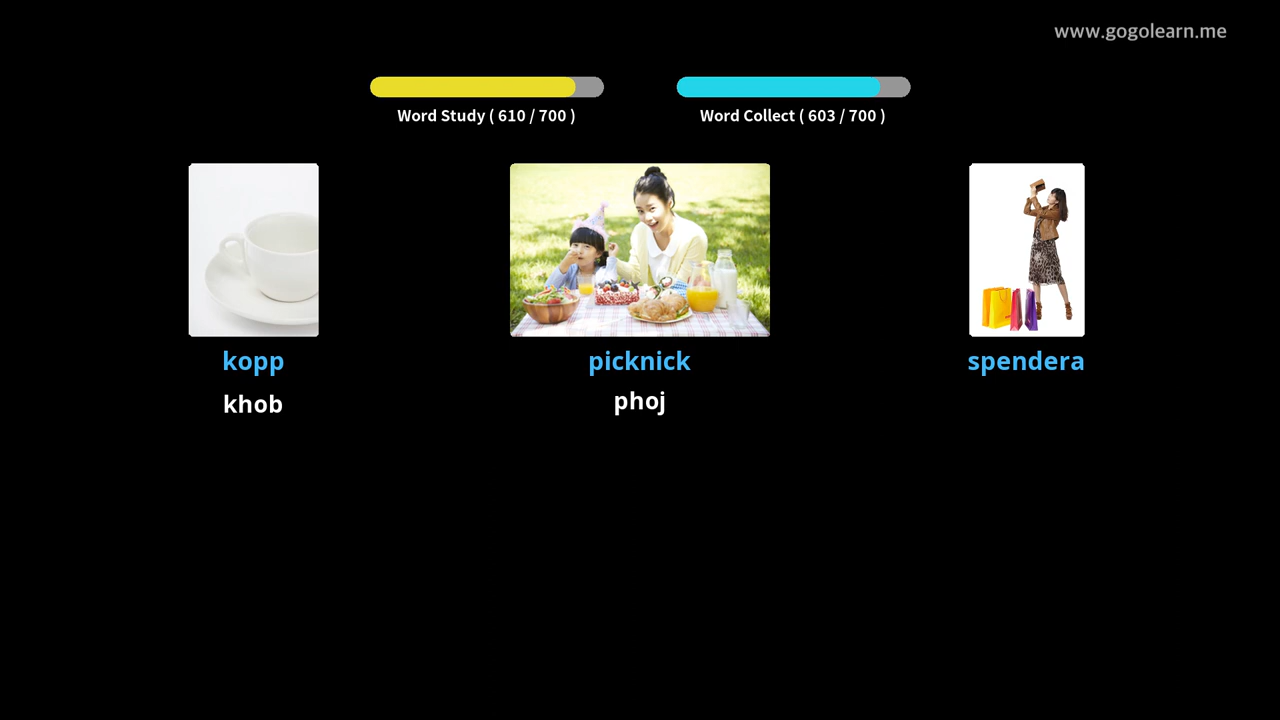 www.gogolearn.me
Word Study ( 610 / 700 )
Word Collect ( 603 / 700 )
kopp
picknick
spendera
khob
phoj